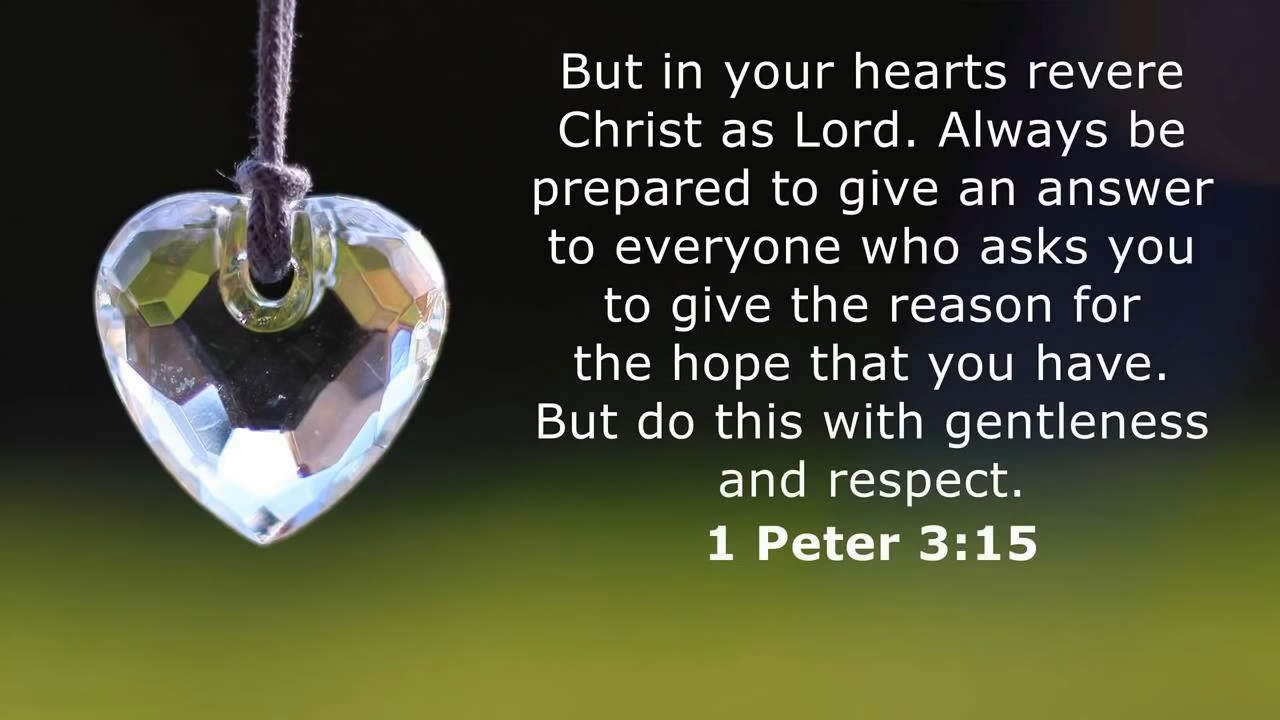 But in your hearts revere
Christ as Lord. Always be
prepared to give an answer
to everyone who asks you
to give the reason for
the hope that you have.
But do this with gentleness
and respect.
1 Peter 3:15